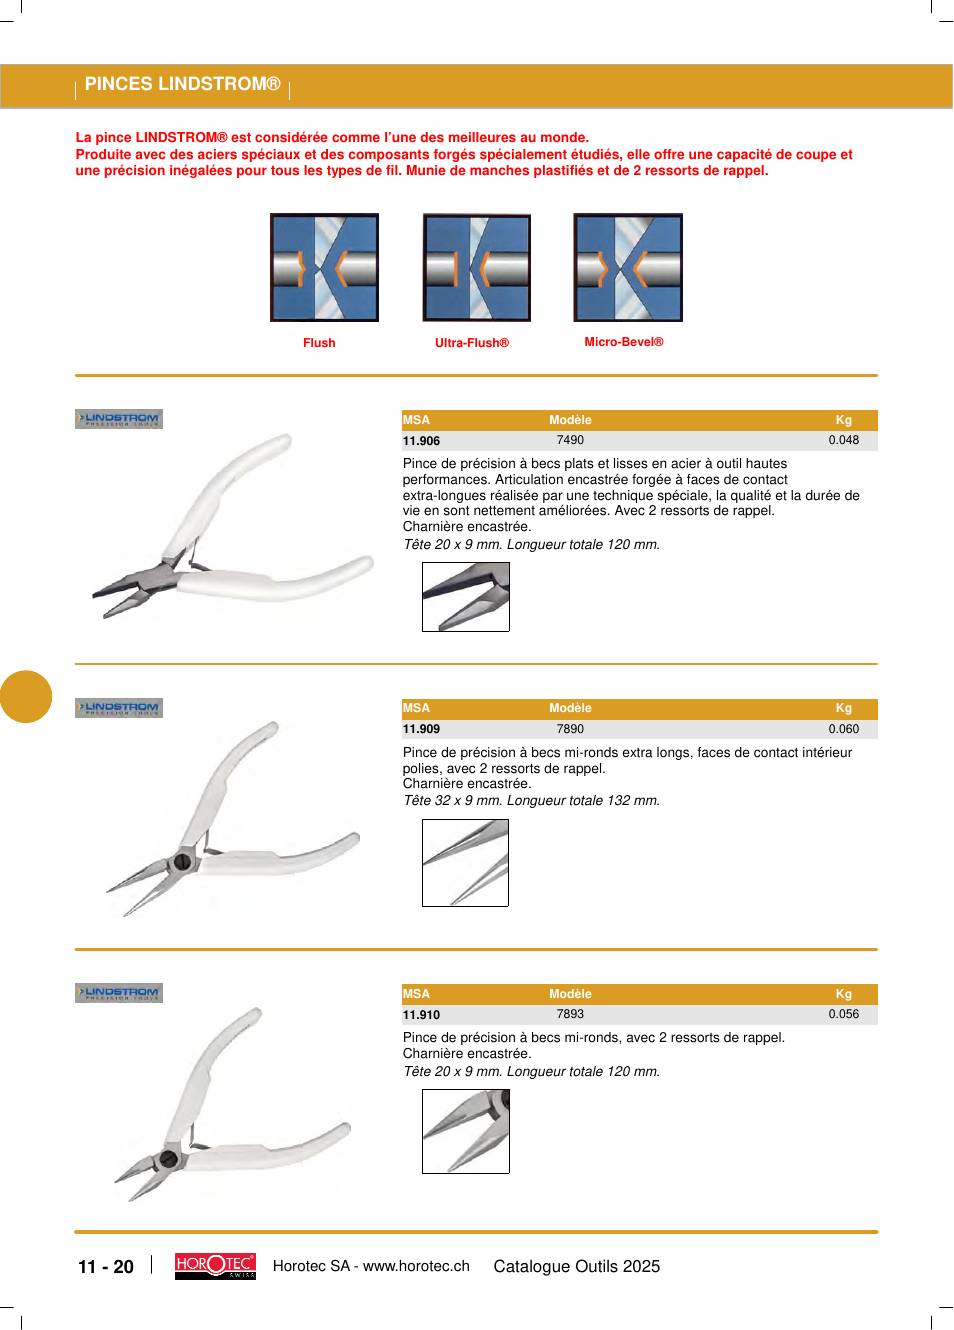 PINCES LINDSTROM®
La pince LINDSTROM® est considérée comme l'une des meilleures au monde.
Produite avec des aciers spéciaux et des composants forgés spécialement étudiés, elle offre une capacité de coupe et
une précision inégalées pour tous les types de fil. Munie de manches plastifiés et de 2 ressorts de rappel.
Flush
Ultra-Flush®
Micro-Bevel®
LINDSTROM
PRECISION TOOLS
MSA Modèle Kg
11.906 7490 0.048
Pince de précision à becs plats et lisses en acier à outil hautes
performances. Articulation encastrée forgée à faces de contact
extra-longues réalisée par une technique spéciale, la qualité et la durée de
vie en sont nettement améliorées. Avec 2 ressorts de rappel.
Charnière encastrée.
Tête 20 x 9 mm. Longueur totale 120 mm.
LINDSTROM
PRECISION TOOLS
MSA Modèle Kg
11.909 7890 0.060
Pince de précision à becs mi-ronds extra longs, faces de contact intérieur
polies, avec 2 ressorts de rappel.
Charnière encastrée.
Tête 32 x 9 mm. Longueur totale 132 mm.
LINDSTROM
PRECISION TOOLS
MSA Modèle Kg
11.910 7893 0.056
Pince de précision à becs mi-ronds, avec 2 ressorts de rappel.
Charnière encastrée.
Tête 20 x 9 mm. Longueur totale 120 mm.
11 - 20
HOROTEC®
SWISS
Horotec SA - www.horotec.ch Catalogue Outils 2025